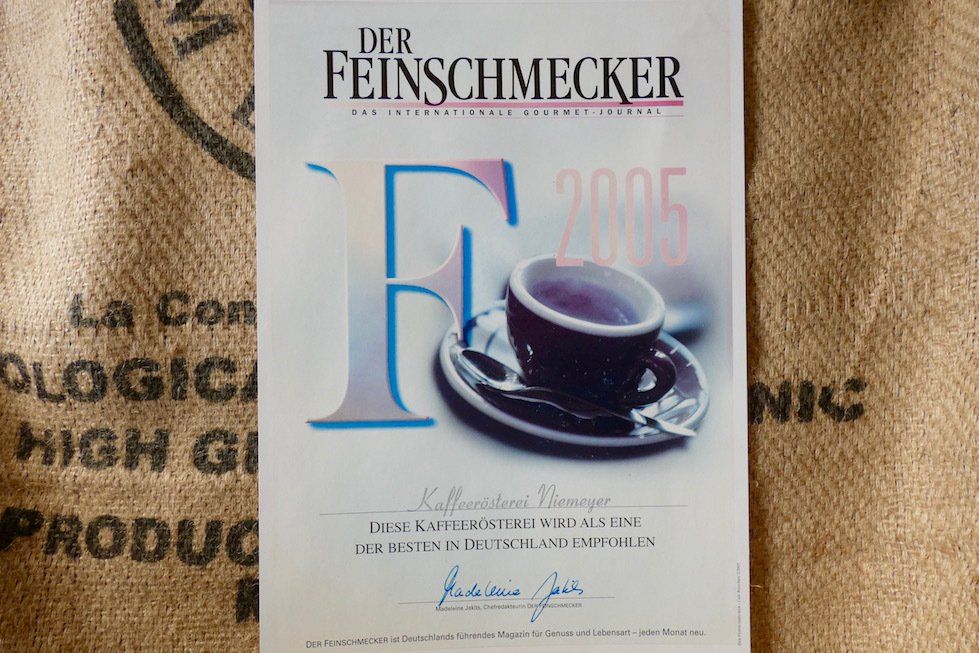 DER
FEINSCHMECKER
DAS INTERNATIONALE GOURMET-JOURNAL
F
2005
Kaffeerösterei Niemeyer
DIESE KAFFEERÖSTEREI WIRD ALS EINE
DER BESTEN IN DEUTSCHLAND EMPFOHLEN
Madeleine Jakits
Madeleine Jakits, Chefredakteurin DER FEINSCHMECKER
DER FEINSCHMECKER ist Deutschlands führendes Magazin für Genuss und Lebensart – jeden Monat neu.
La Con
OLOGICA
NIC
HIGH G
PRODUC